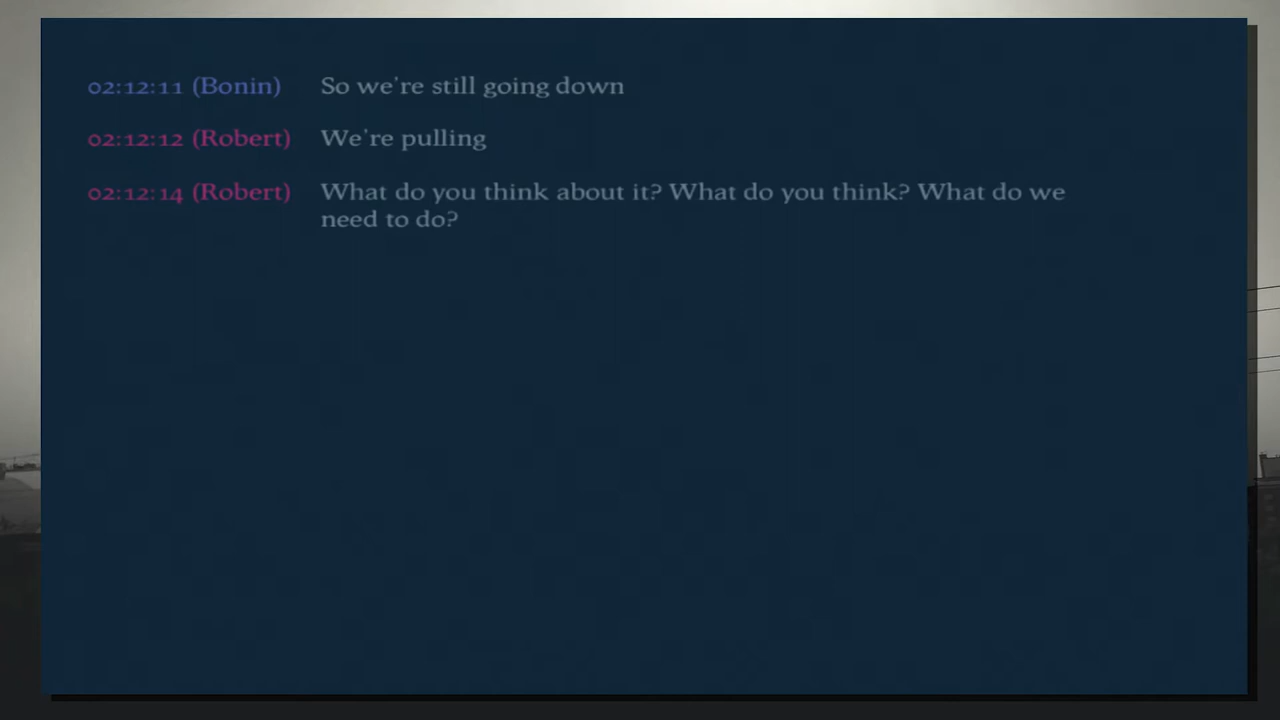 02:12:11 (Bonin) So we're still going down
02:12:12 (Robert) We're pulling
02:12:14 (Robert) What do you think about it? What do you think? What do we
need to do?